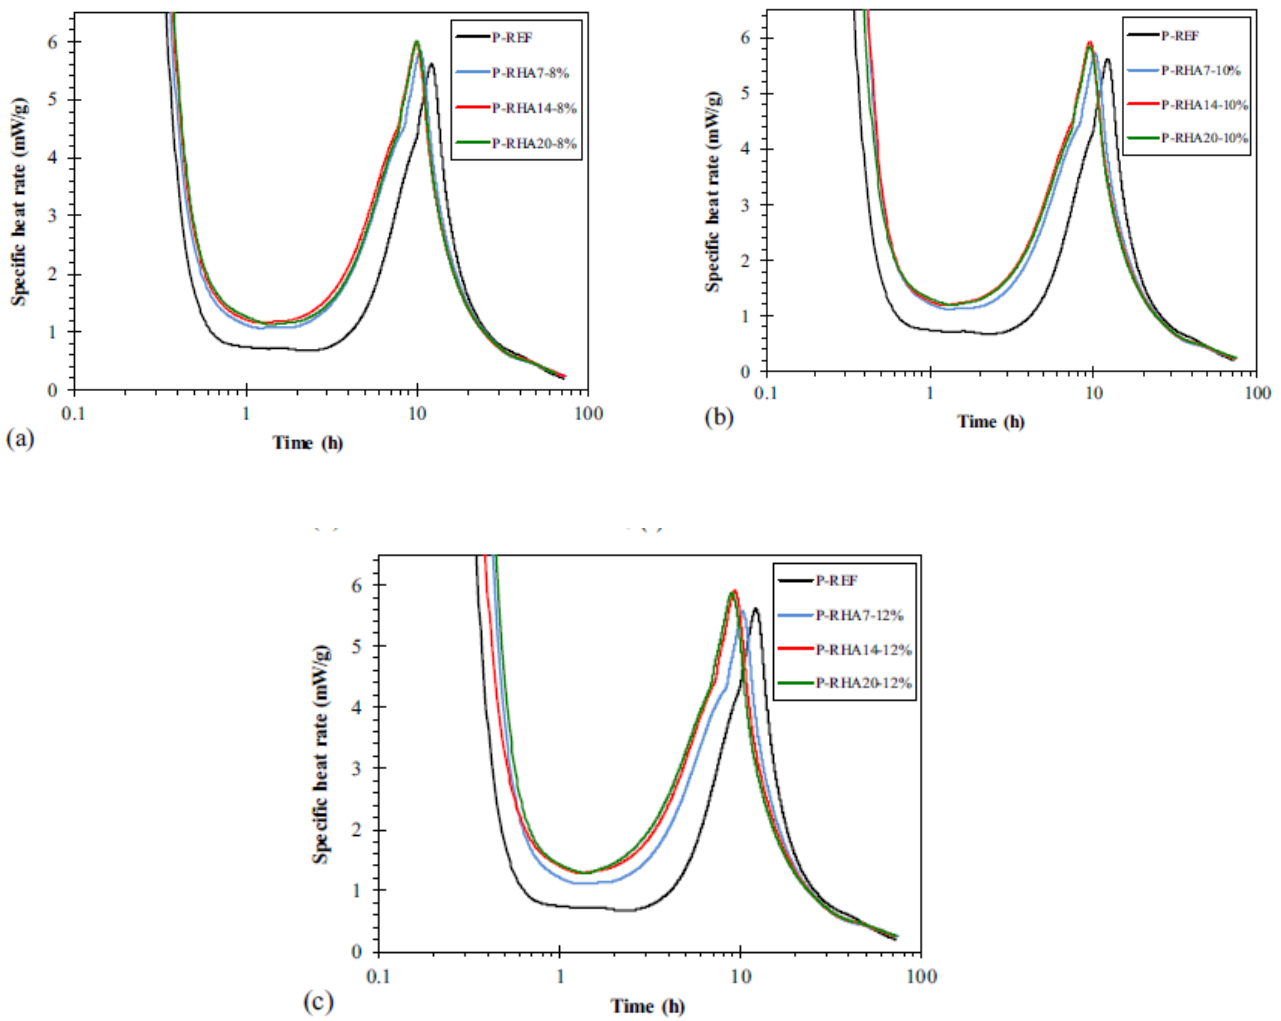 P-REF
P-RHA7-8%
P-RHA14-8%
P-RHA20-8%
Specific heat rate (mW/g)
6
5
4
3
2
1
0
0.1 1 10 100
Time (h)
(a)
P-REF
P-RHA7-10%
P-RHA14-10%
P-RHA20-10%
Specific heat rate (mW/g)
6
5
4
3
2
1
0
0.1 1 10 100
Time (h)
(b)
P-REF
P-RHA7-12%
P-RHA14-12%
P-RHA20-12%
Specific heat rate (mW/g)
6
5
4
3
2
1
0
0.1 1 10 100
Time (h)
(c)